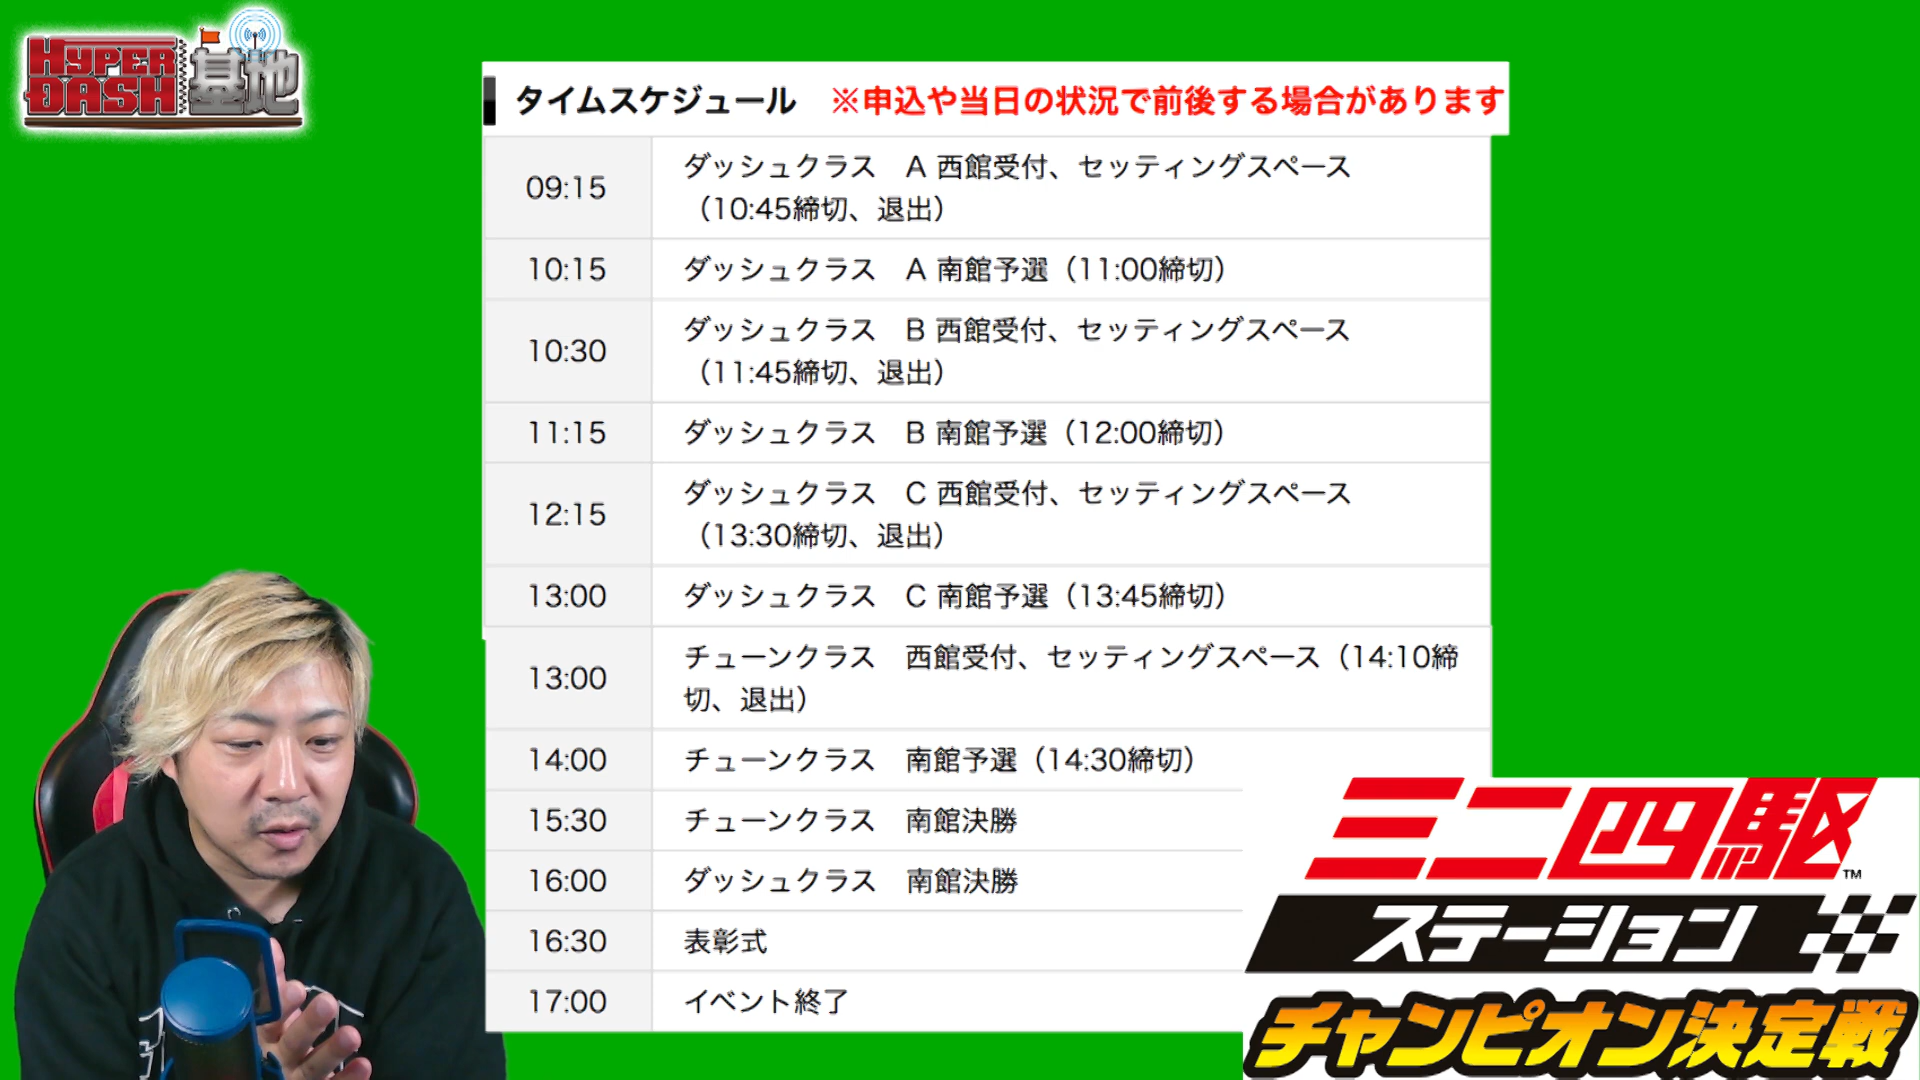 HYPER DASH 基地
タイムスケジュール ※申込や当日の状況で前後する場合があります
09:15 ダッシュクラス A 西館受付、セッティングスペース
（10:45締切、退出）
10:15 ダッシュクラス A 南館予選（11:00締切）
10:30 ダッシュクラス B 西館受付、セッティングスペース
（11:45締切、退出）
11:15 ダッシュクラス B 南館予選（12:00締切）
12:15 ダッシュクラス C 西館受付、セッティングスペース
（13:30締切、退出）
13:00 ダッシュクラス C 南館予選（13:45締切）
13:00 チューンクラス 西館受付、セッティングスペース（14:10締
切、退出）
14:00 チューンクラス 南館予選（14:30締切）
15:30 チューンクラス 南館決勝
16:00 ダッシュクラス 南館決勝
16:30 表彰式
17:00 イベント終了
ミニ四駆™
ステーション
チャンピオン決定戦